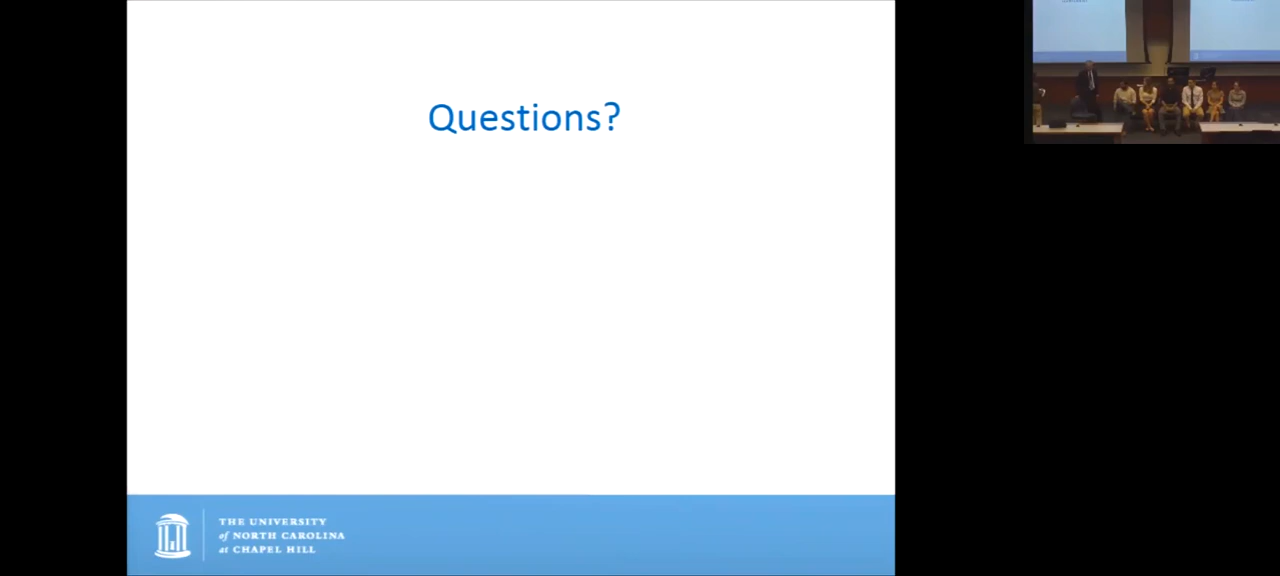 Questions?
THE UNIVERSITY
of NORTH CAROLINA
at CHAPEL HILL